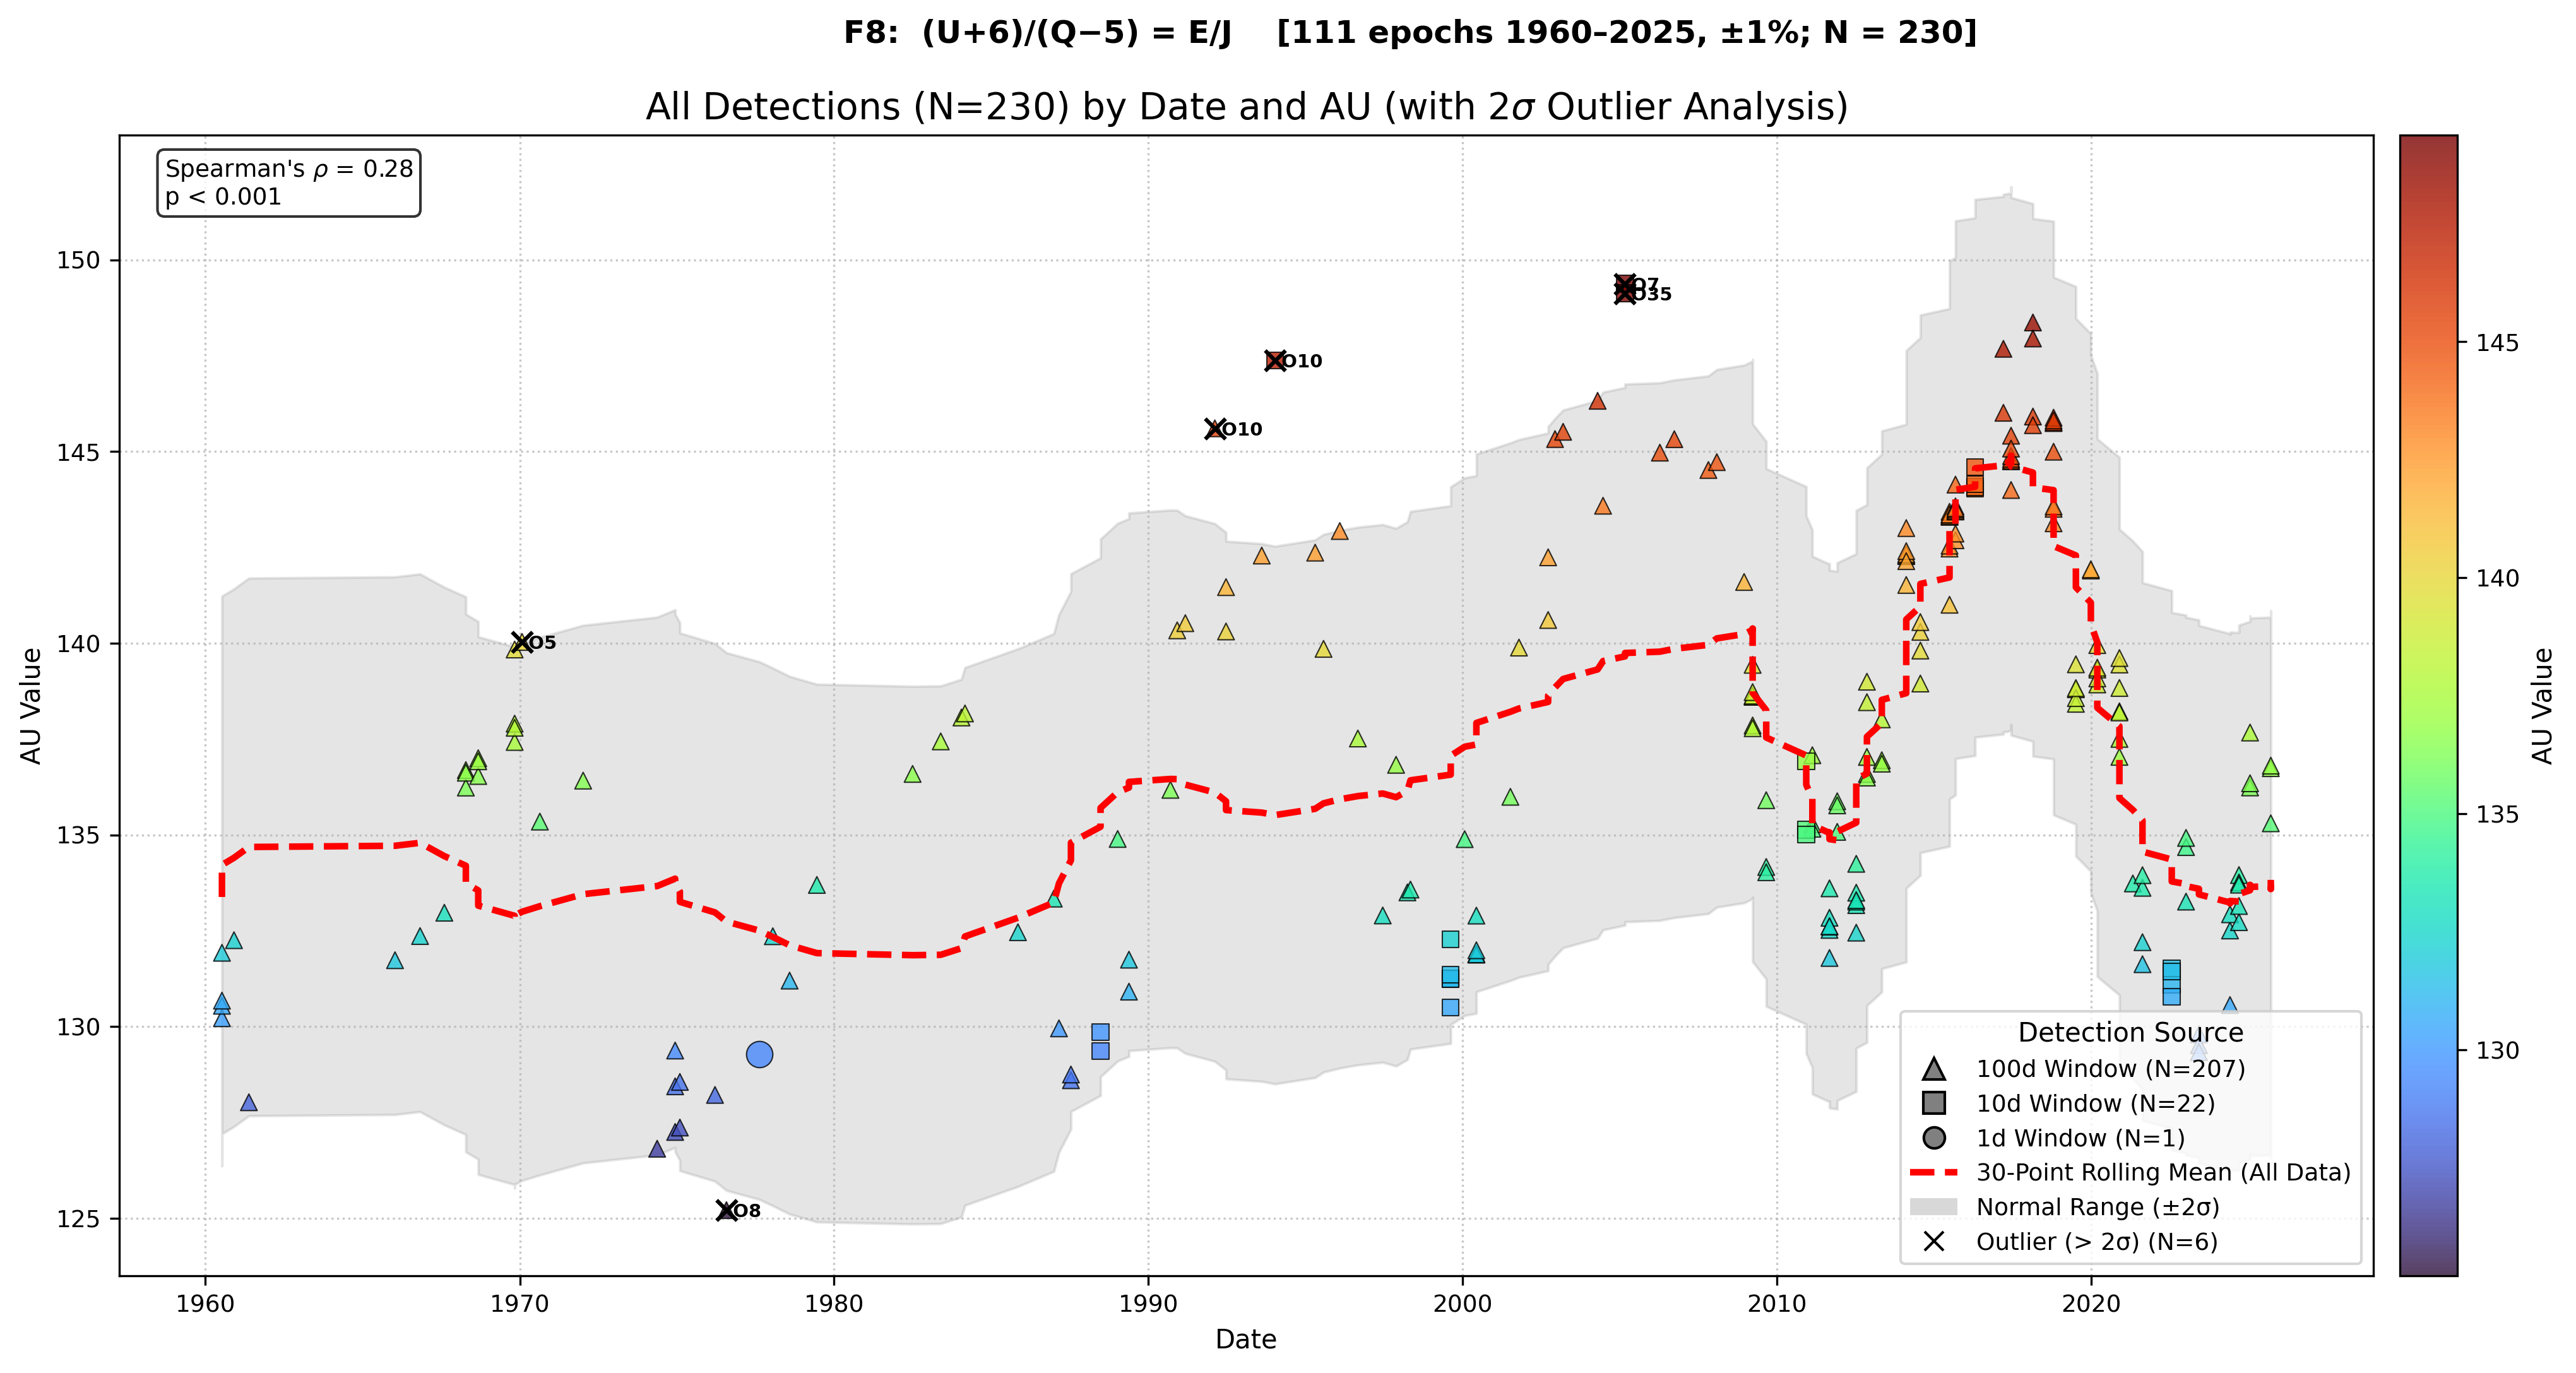 F8:  (U+6)/(Q−5) = E/J    [111 epochs 1960–2025, ±1%; N = 230]
All Detections (N=230) by Date and AU (with 2σ Outlier Analysis)
Spearman's ρ = 0.28
p < 0.001
O7
O35
O10
O10
O5
O8
150
145
140
135
130
125
AU Value
1960
1970
1980
1990
2000
2010
2020
Date
Detection Source
100d Window (N=207)
10d Window (N=22)
1d Window (N=1)
30-Point Rolling Mean (All Data)
Normal Range (±2σ)
Outlier (> 2σ) (N=6)
145
140
135
130
AU Value